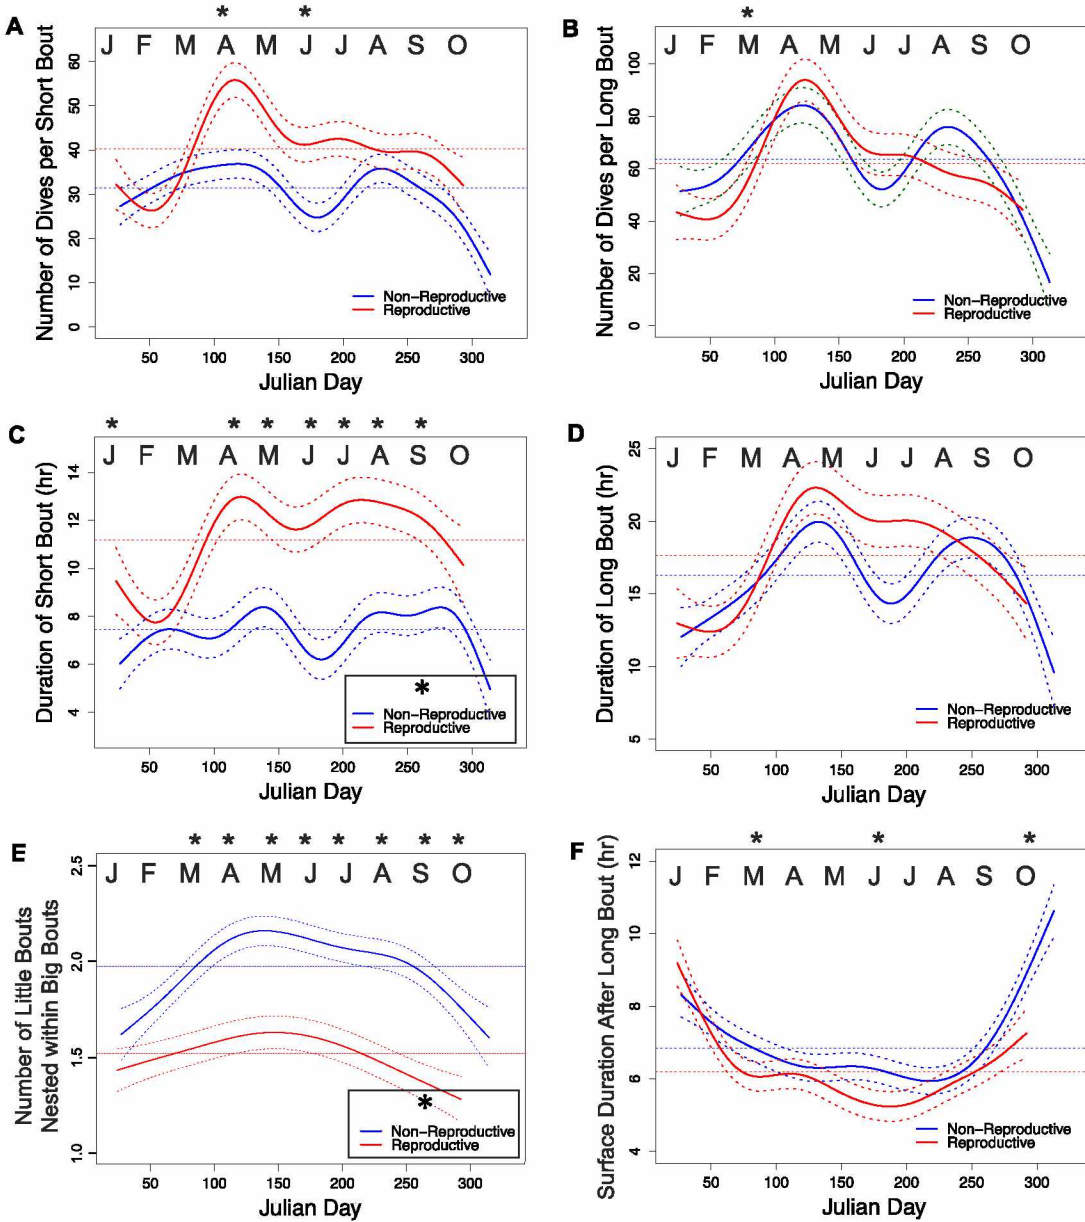 A
* *
J F M A M J J A S O
Number of Dives per Short Bout
60
50
40
30
20
10
0
Non-Reproductive
Reproductive
50 100 150 200 250 300
Julian Day
B
*
J F M A M J J A S O
Number of Dives per Long Bout
100
80
60
40
20
0
Non-Reproductive
Reproductive
50 100 150 200 250 300
Julian Day
C
* * * * * * *
J F M A M J J A S O
Duration of Short Bout (hr)
14
12
10
8
6
4
*
Non-Reproductive
Reproductive
50 100 150 200 250 300
Julian Day
D
J F M A M J J A S O
Duration of Long Bout (hr)
25
20
15
10
5
Non-Reproductive
Reproductive
50 100 150 200 250 300
Julian Day
E
* * * * * * * *
J F M A M J J A S O
Number of Little Bouts
Nested within Big Bouts
2.5
2.0
1.5
1.0
*
Non-Reproductive
Reproductive
50 100 150 200 250 300
Julian Day
F
* * *
J F M A M J J A S O
Surface Duration After Long Bout (hr)
12
10
8
6
4
Non-Reproductive
Reproductive
50 100 150 200 250 300
Julian Day